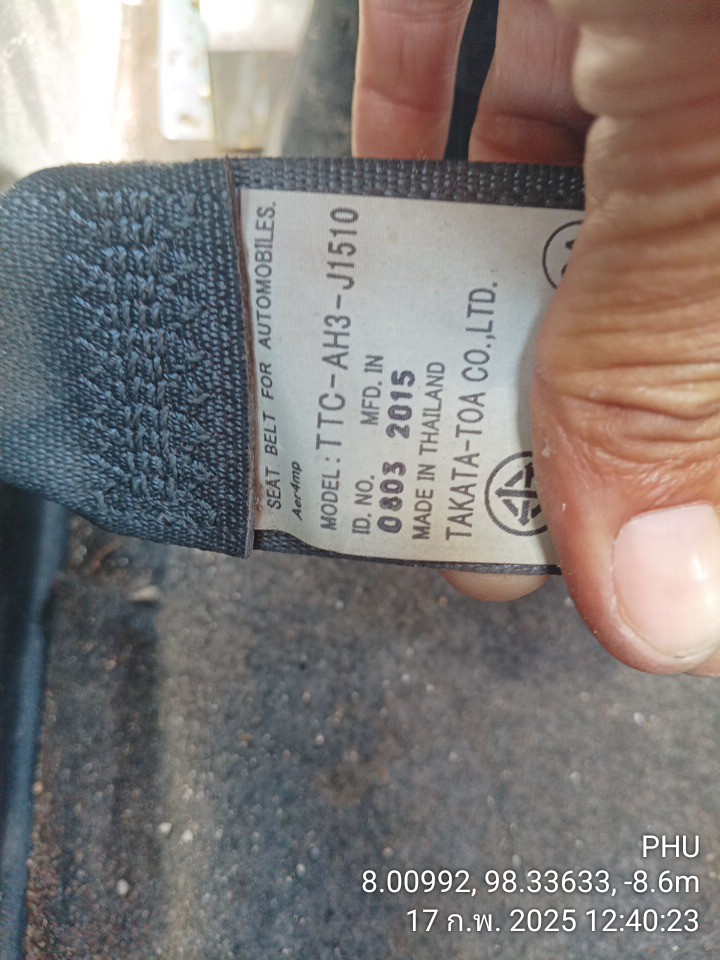 SEAT BELT FOR AUTOMOBILES.
AerAmp
MODEL : TTC-AH3-J1510
ID. NO. MFD. IN
0803 2015
MADE IN THAILAND
TAKATA-TOA CO.,LTD.
PHU
8.00992, 98.33633, -8.6m
17 ก.พ. 2025 12:40:23